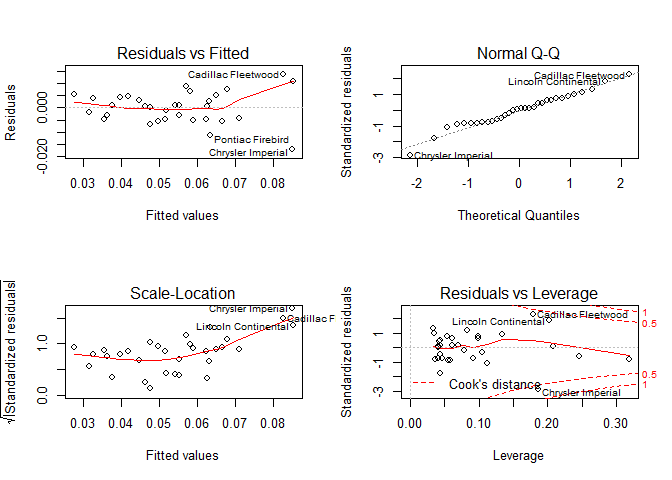 Residuals vs Fitted
Residuals
0.000
-0.020
Cadillac Fleetwood
Pontiac Firebird
Chrysler Imperial
0.03 0.04 0.05 0.06 0.07 0.08
Fitted values
Normal Q-Q
Standardized residuals
1
-1
-3
Cadillac Fleetwood
Lincoln Continental
Chrysler Imperial
-2 -1 0 1 2
Theoretical Quantiles
Scale-Location
√|Standardized residuals|
1.0
0.0
Chrysler Imperial
Cadillac F
Lincoln Continental
0.03 0.04 0.05 0.06 0.07 0.08
Fitted values
Residuals vs Leverage
Standardized residuals
1
-1
-3
Cadillac Fleetwood
Lincoln Continental
1
0.5
Cook's distance
Chrysler Imperial
0.5
1
0.00 0.10 0.20 0.30
Leverage